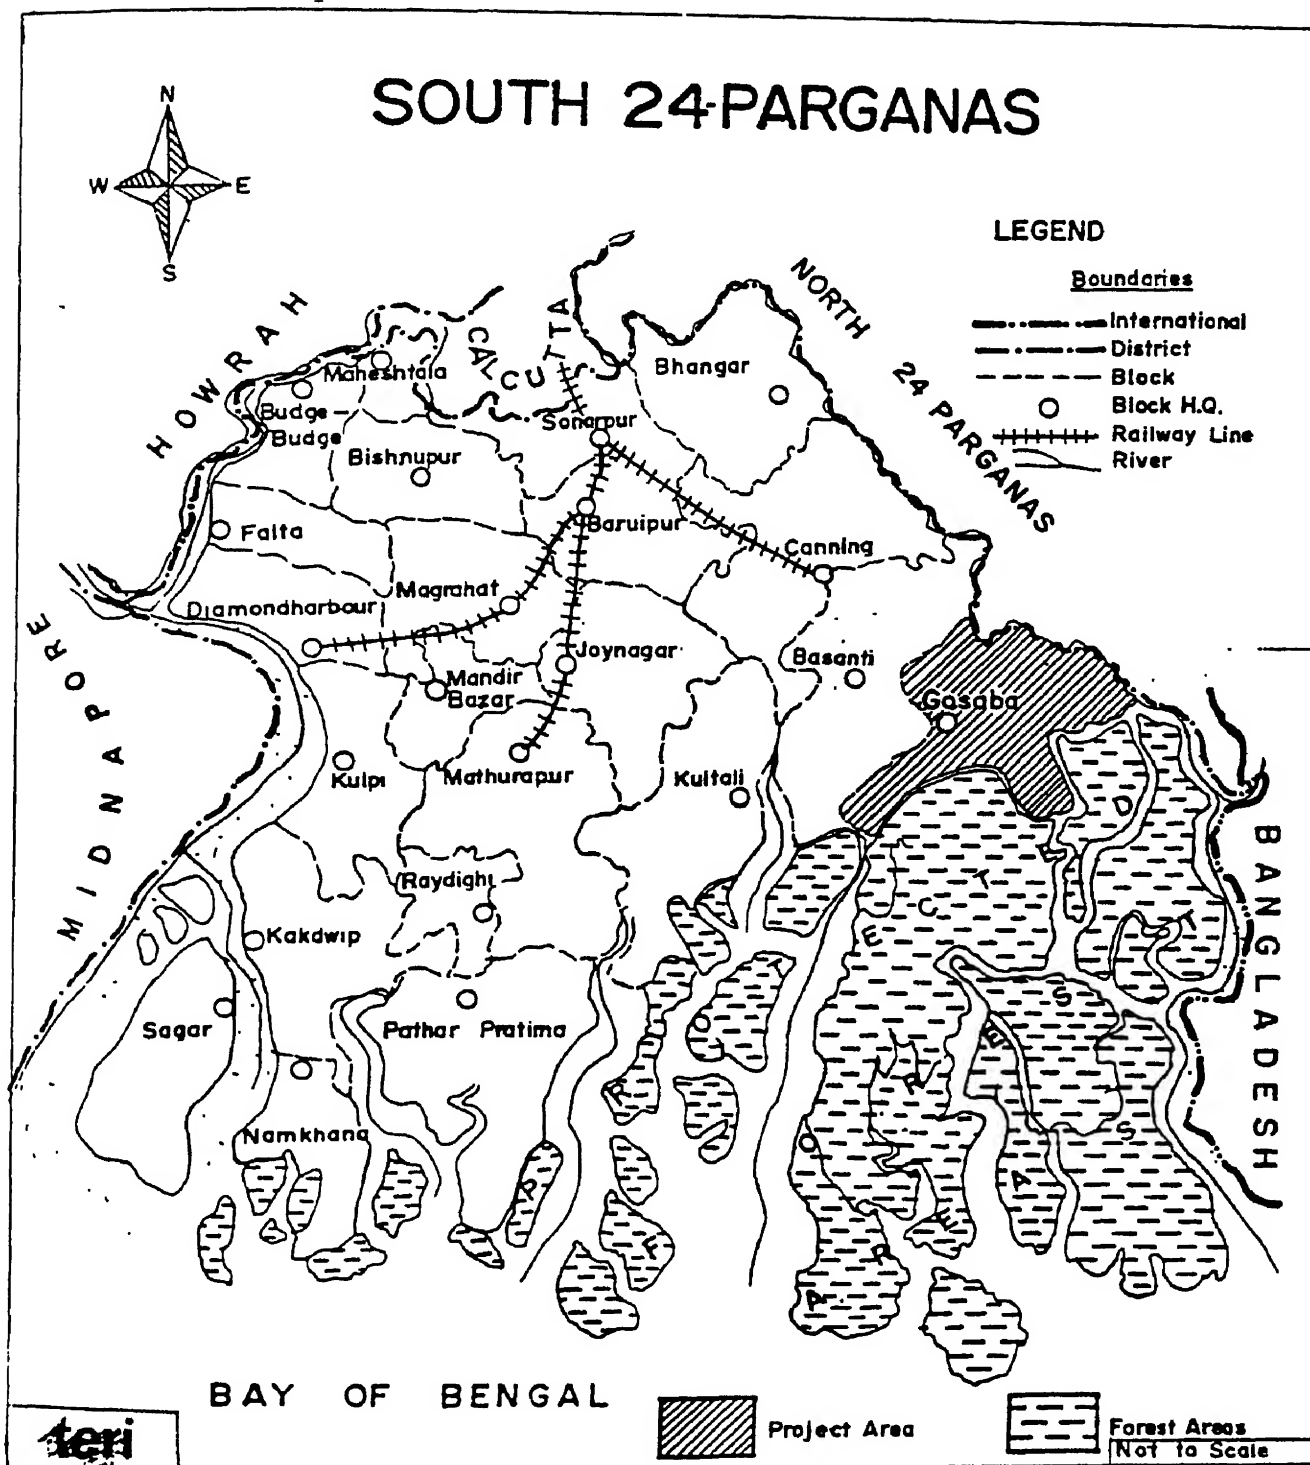 SOUTH 24-PARGANAS
N
W E
S
LEGEND
Boundaries
International
District
Block
Block H.Q.
Railway Line
River
HOWRAH
CALCUTTA
NORTH 24 PARGANAS
Maheshtala
Bhangar
Budge-
Budge
Sonarpur
Bishnupur
Falta
Baruipur
Canning
Magrahat
Diamondharbour
MIDNAPORE
Joynagar
Basanti
Mandir
Bazar
Gosaba
Kulpi
Mathurapur
Kultali
BANGLADESH
Raydighi
Kakdwip
Sagar
Pathar Pratima
Namkhana
PROTECTED
RESERVE
BAY OF BENGAL
Project Area
Forest Areas
Not to Scale
teri